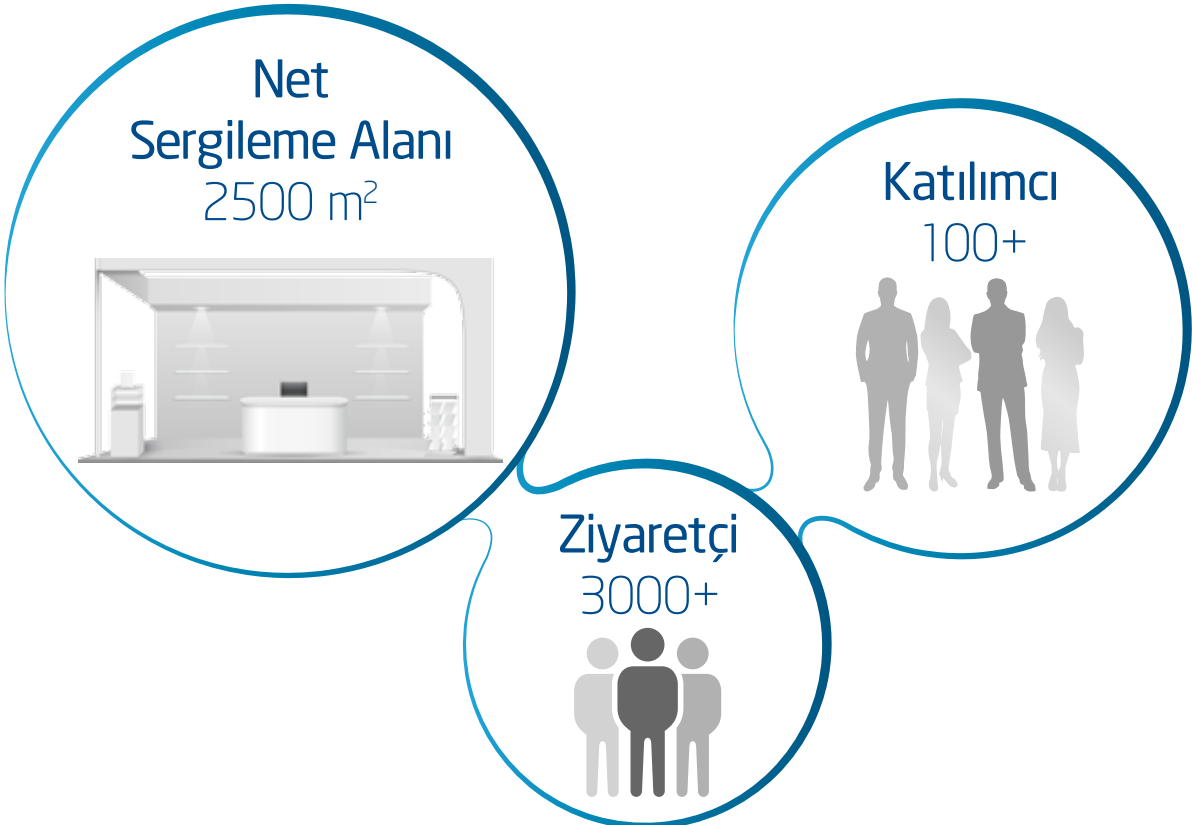 Net
Sergileme Alanı
2500 m²
Katılımcı
100+
Ziyaretçi
3000+